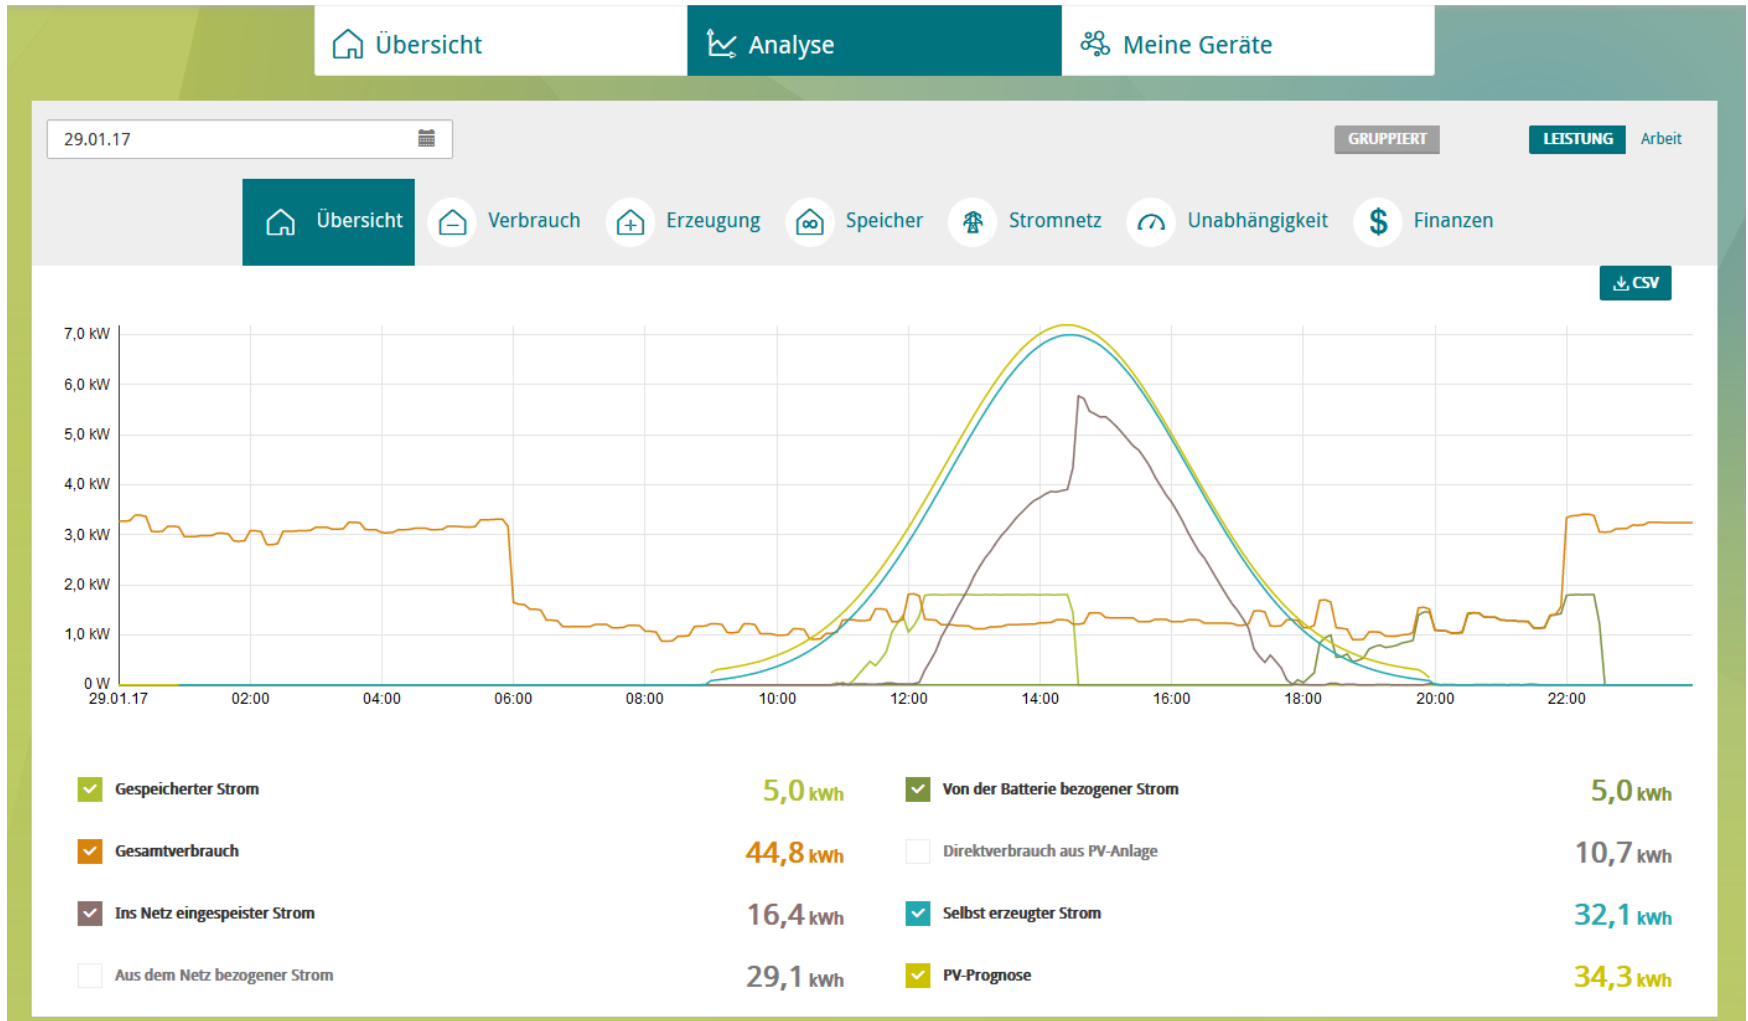 Übersicht
Analyse
Meine Geräte
29.01.17
GRUPPIERT
LEISTUNG Arbeit
Übersicht
Verbrauch
Erzeugung
Speicher
Stromnetz
Unabhängigkeit
$ Finanzen
CSV
7,0 kW
6,0 kW
5,0 kW
4,0 kW
3,0 kW
2,0 kW
1,0 kW
0 W
29.01.17 02:00 04:00 06:00 08:00 10:00 12:00 14:00 16:00 18:00 20:00 22:00
Gespeicherter Strom 5,0 kWh
Von der Batterie bezogener Strom 5,0 kWh
Gesamtverbrauch 44,8 kWh
Direktverbrauch aus PV-Anlage 10,7 kWh
Ins Netz eingespeister Strom 16,4 kWh
Selbst erzeugter Strom 32,1 kWh
Aus dem Netz bezogener Strom 29,1 kWh
PV-Prognose 34,3 kWh